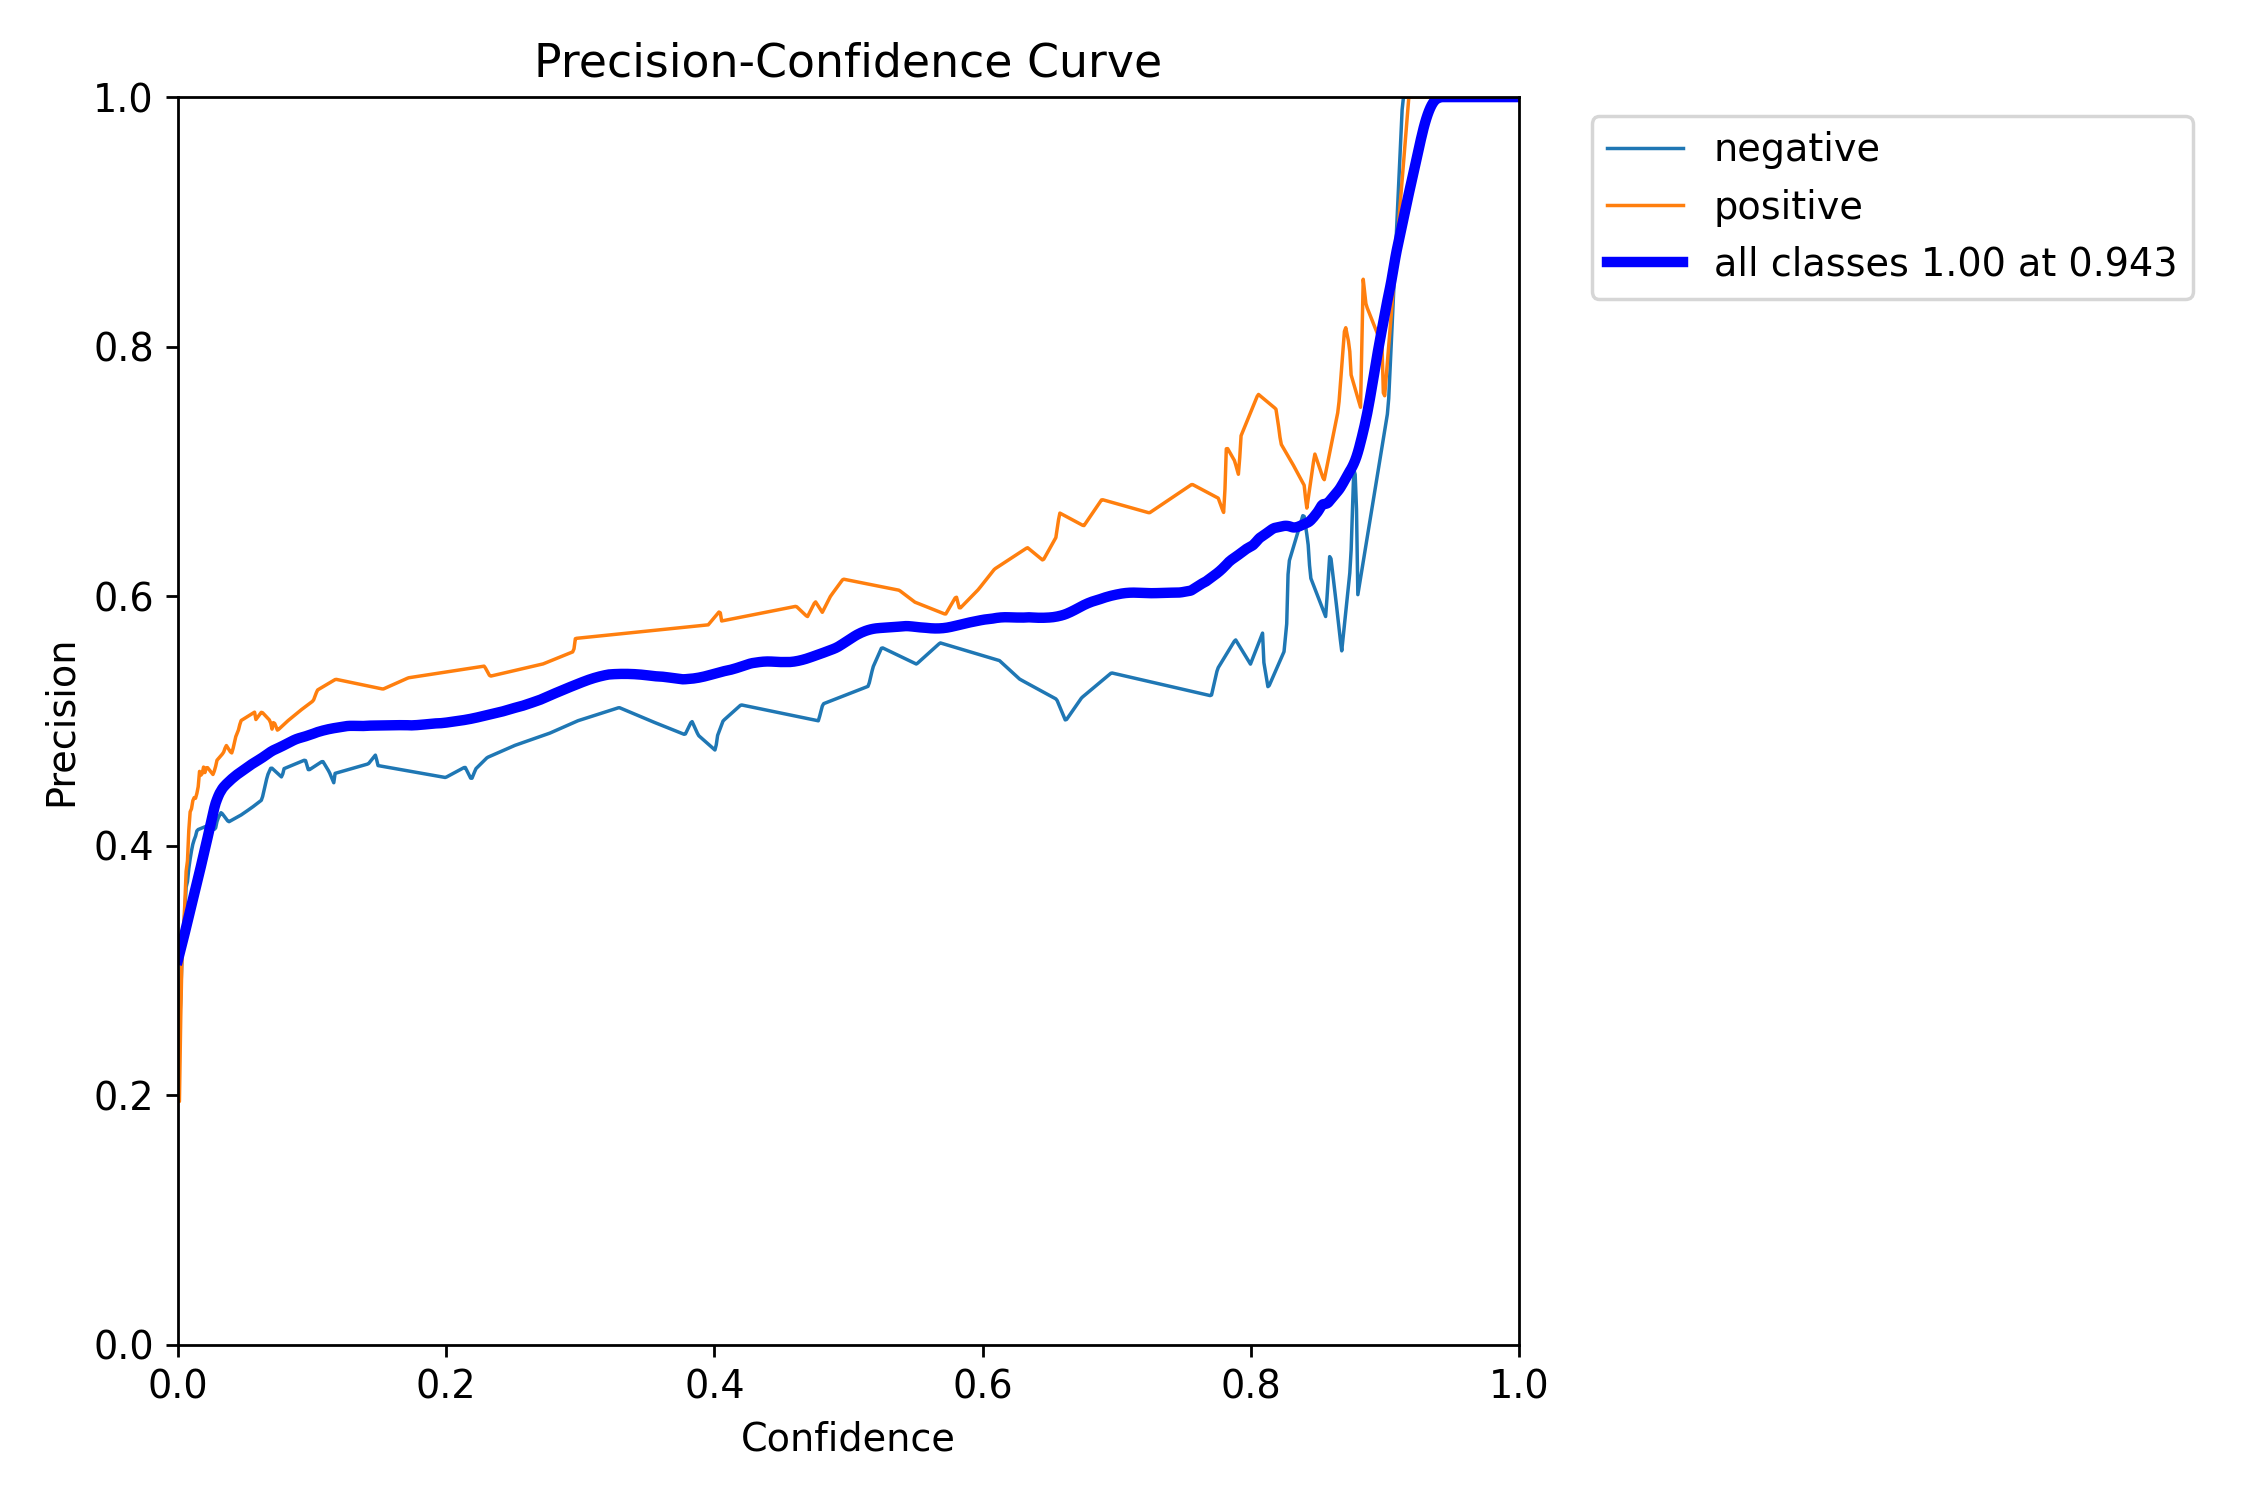 Precision-Confidence Curve
1.0
0.8
0.6
0.4
0.2
0.0
Precision
0.0 0.2 0.4 0.6 0.8 1.0
Confidence
negative
positive
all classes 1.00 at 0.943